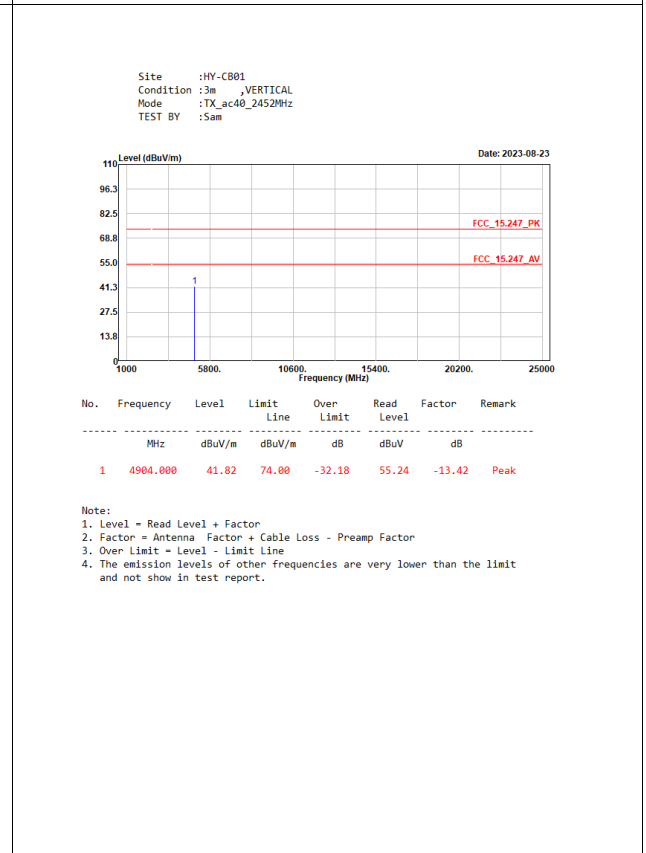 Site      :HY-CB01
Condition :3m    ,VERTICAL
Mode      :TX_ac40_2452MHz
TEST BY   :Sam
Level (dBuV/m)
Date: 2023-08-23
110
96.3
82.5
FCC_15.247_PK
68.8
55.0
FCC_15.247_AV
41.3
1
27.5
13.8
0
1000 5800. 10600. 15400. 20200. 25000
Frequency (MHz)
No. Frequency Level Limit Over Read Factor Remark
Line Limit Level
------ ----------- -------- --------- --------- --------- -------- ---------
MHz dBuV/m dBuV/m dB dBuV dB
1 4904.000 41.82 74.00 -32.18 55.24 -13.42 Peak
Note:
1. Level = Read Level + Factor
2. Factor = Antenna  Factor + Cable Loss - Preamp Factor
3. Over Limit = Level - Limit Line
4. The emission levels of other frequencies are very lower than the limit
and not show in test report.